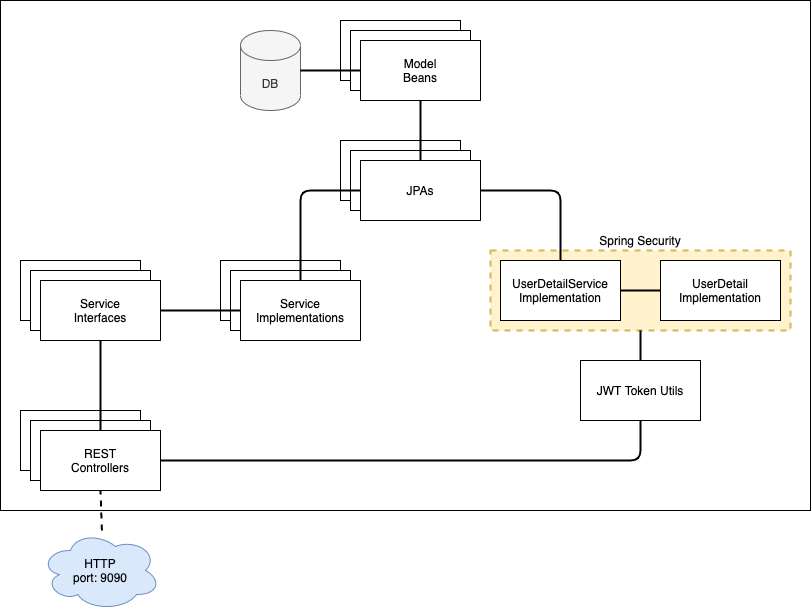 Model
Beans
DB
JPAs
Spring Security
UserDetailService
Implementation
UserDetail
Implementation
Service
Interfaces
Service
Implementations
JWT Token Utils
REST
Controllers
HTTP
port: 9090